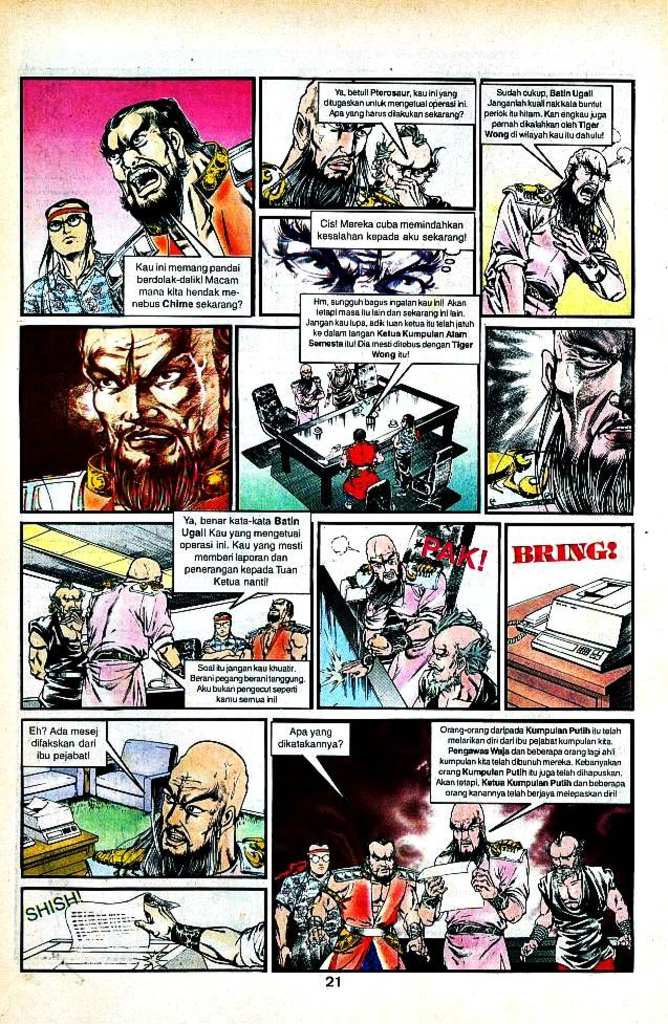 Kau ini memang pandai
berdolak-dalik! Macam
mana kita hendak me-
nebus Chime sekarang?
Ya, betul! Pterosaur, kau ini yang
ditugaskan untuk mengetuai operasi ini.
Apa yang harus dilakukan sekarang?
Cis! Mereka cuba memindahkan
kesalahan kepada aku sekarang!
Sudah cukup, Batin Ugal!
Janganlah kuali nak kata buntut
periok itu hitam. Kan engkau juga
pernah dikalahkan oleh Tiger
Wong di wilayah kau itu dahulu!
Hm, sungguh bagus ingatan kau ini! Akan
tetapi masa itu lain dan sekarang ini lain.
Jangan kau lupa, adik luan ketua itu telah jatuh
ke dalam tangan Ketua Kumpulan Alam
Semesta itu! Dia mesti ditebus dengan Tiger
Wong itu!
Ya, benar kata-kata Batin
Ugal! Kau yang mengetuai
operasi ini. Kau yang mesti
memberi laporan dan
penerangan kepada Tuan
Ketua nanti!
Soal itu janganlah kau khuatir.
Berani pegang berani tanggung.
Aku bukan pengecut seperti
kamu semua ini!
PAK!
BRING!
Eh? Ada mesej
difakskan dari
ibu pejabat!
SHISH!
Apa yang
dikatakannya?
Orang-orang daripada Kumpulan Putih itu telah
melarikan diri dari ibu pejabat kumpulan kita.
Pengawas Waja dan beberapa orang lagi ahli
kumpulan kita telah dibunuh mereka. Kebanyakan
orang Kumpulan Putih itu juga telah dihapuskan.
Akan tetapi, Ketua Kumpulan Putih dan beberapa
orang kanannya telah berjaya melepaskan diri!
21